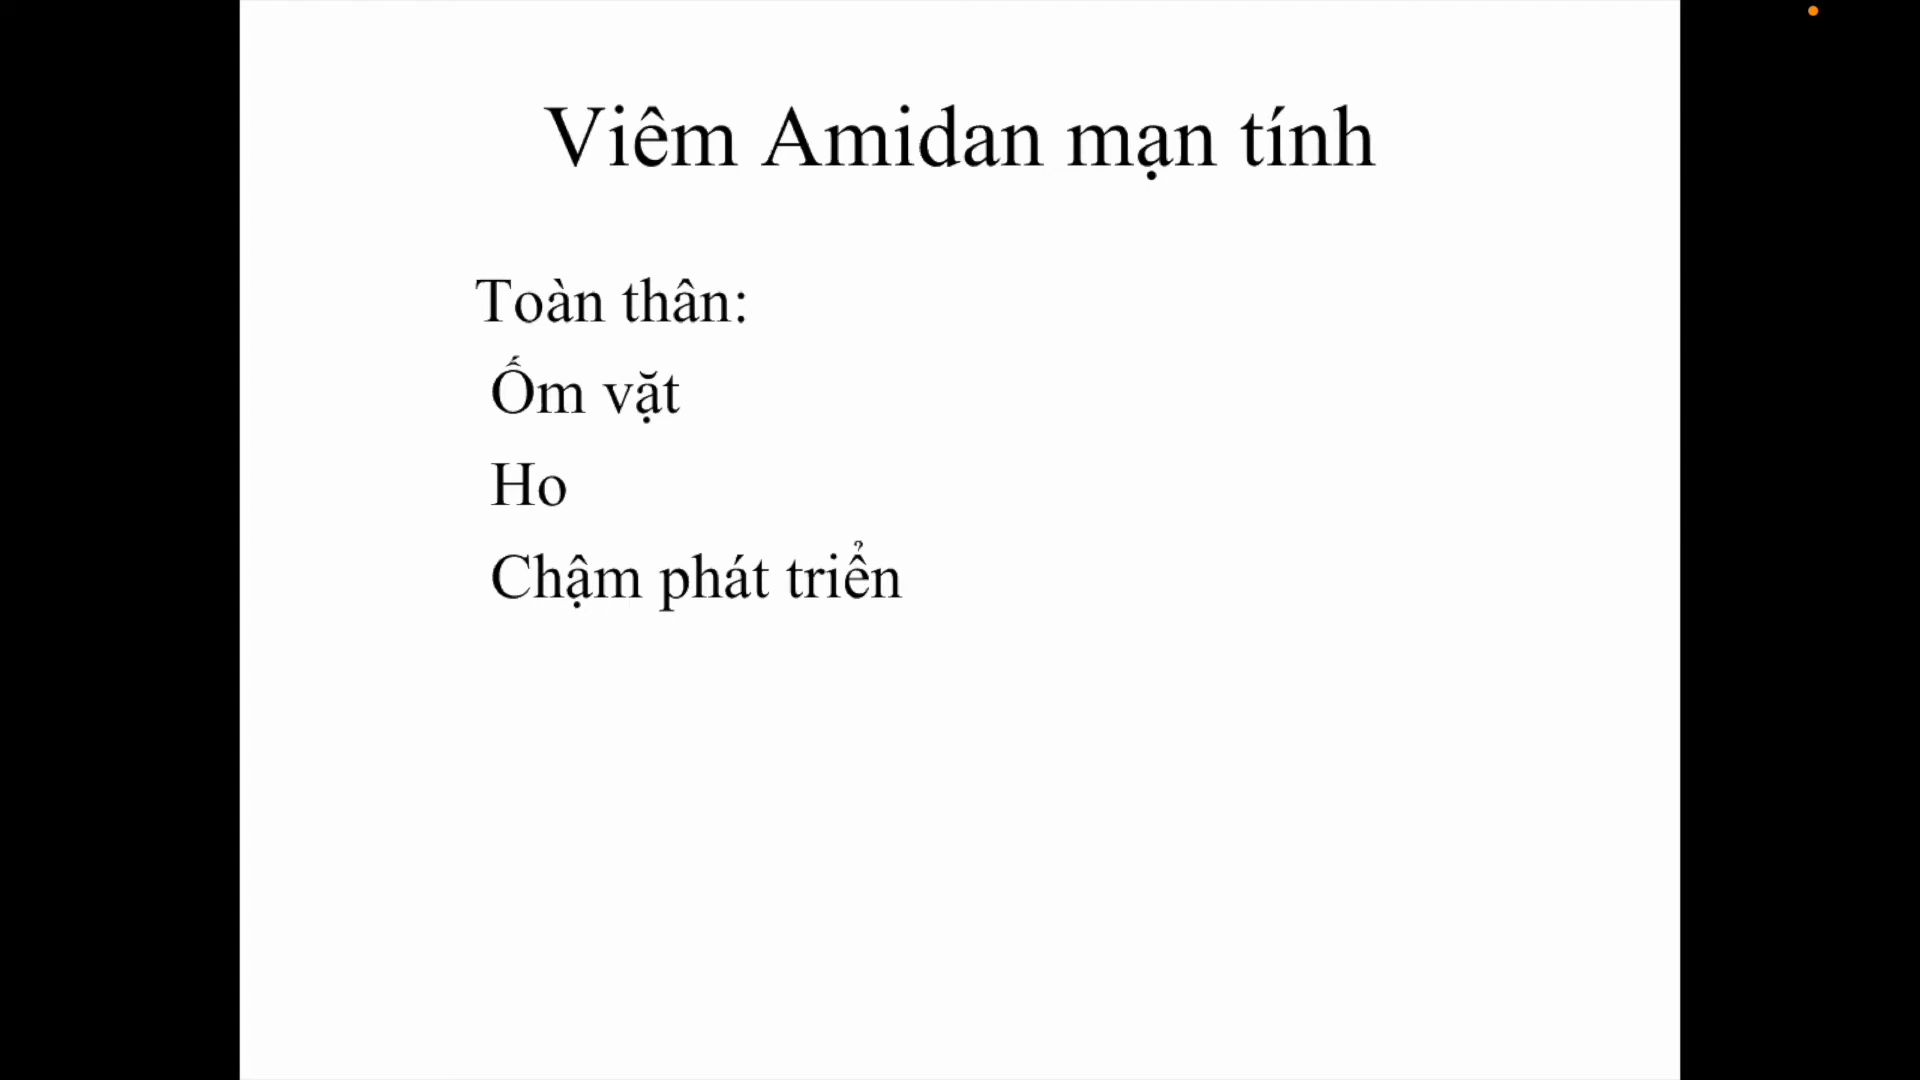 Viêm Amidan mạn tính
Toàn thân:
Ốm vặt
Ho
Chậm phát triển